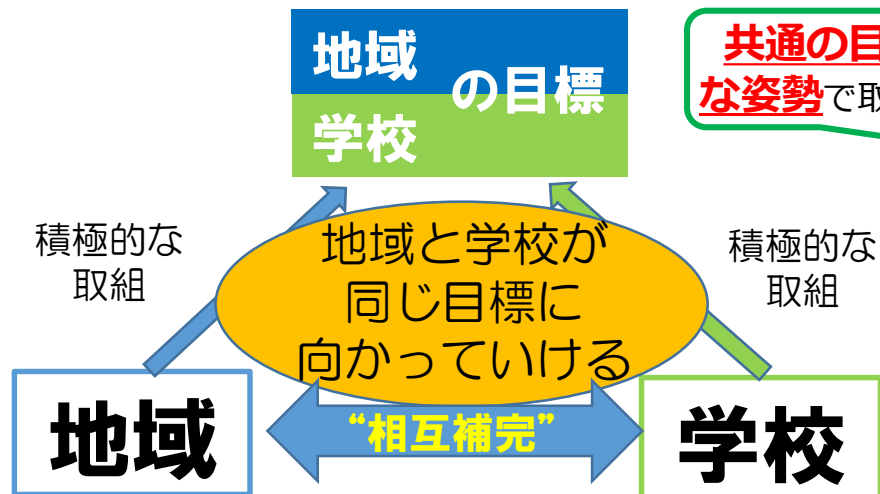 地域
学校
の目標
共通の目
な姿勢で取
積極的な
取組
地域と学校が
同じ目標に
向かっていける
積極的な
取組
地域
“相互補完”
学校